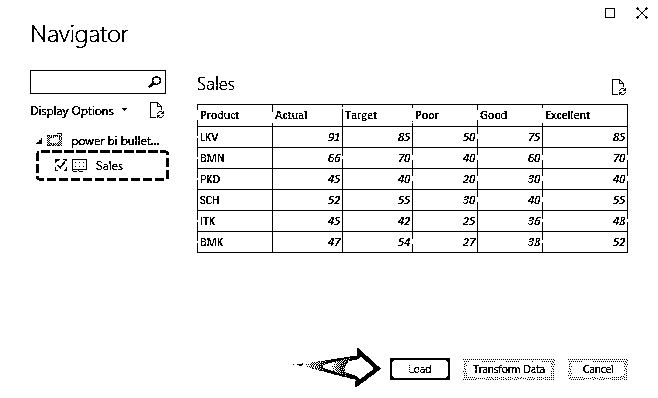 Navigator
Display Options
power bi bullet...
Sales
Sales
Product Actual Target Poor Good Excellent
LKV 91 85 50 75 85
BMN 66 70 40 60 70
PKD 45 40 20 30 40
SCH 52 55 30 40 55
ITK 45 42 25 36 48
BMK 47 54 27 38 52
Load Transform Data Cancel